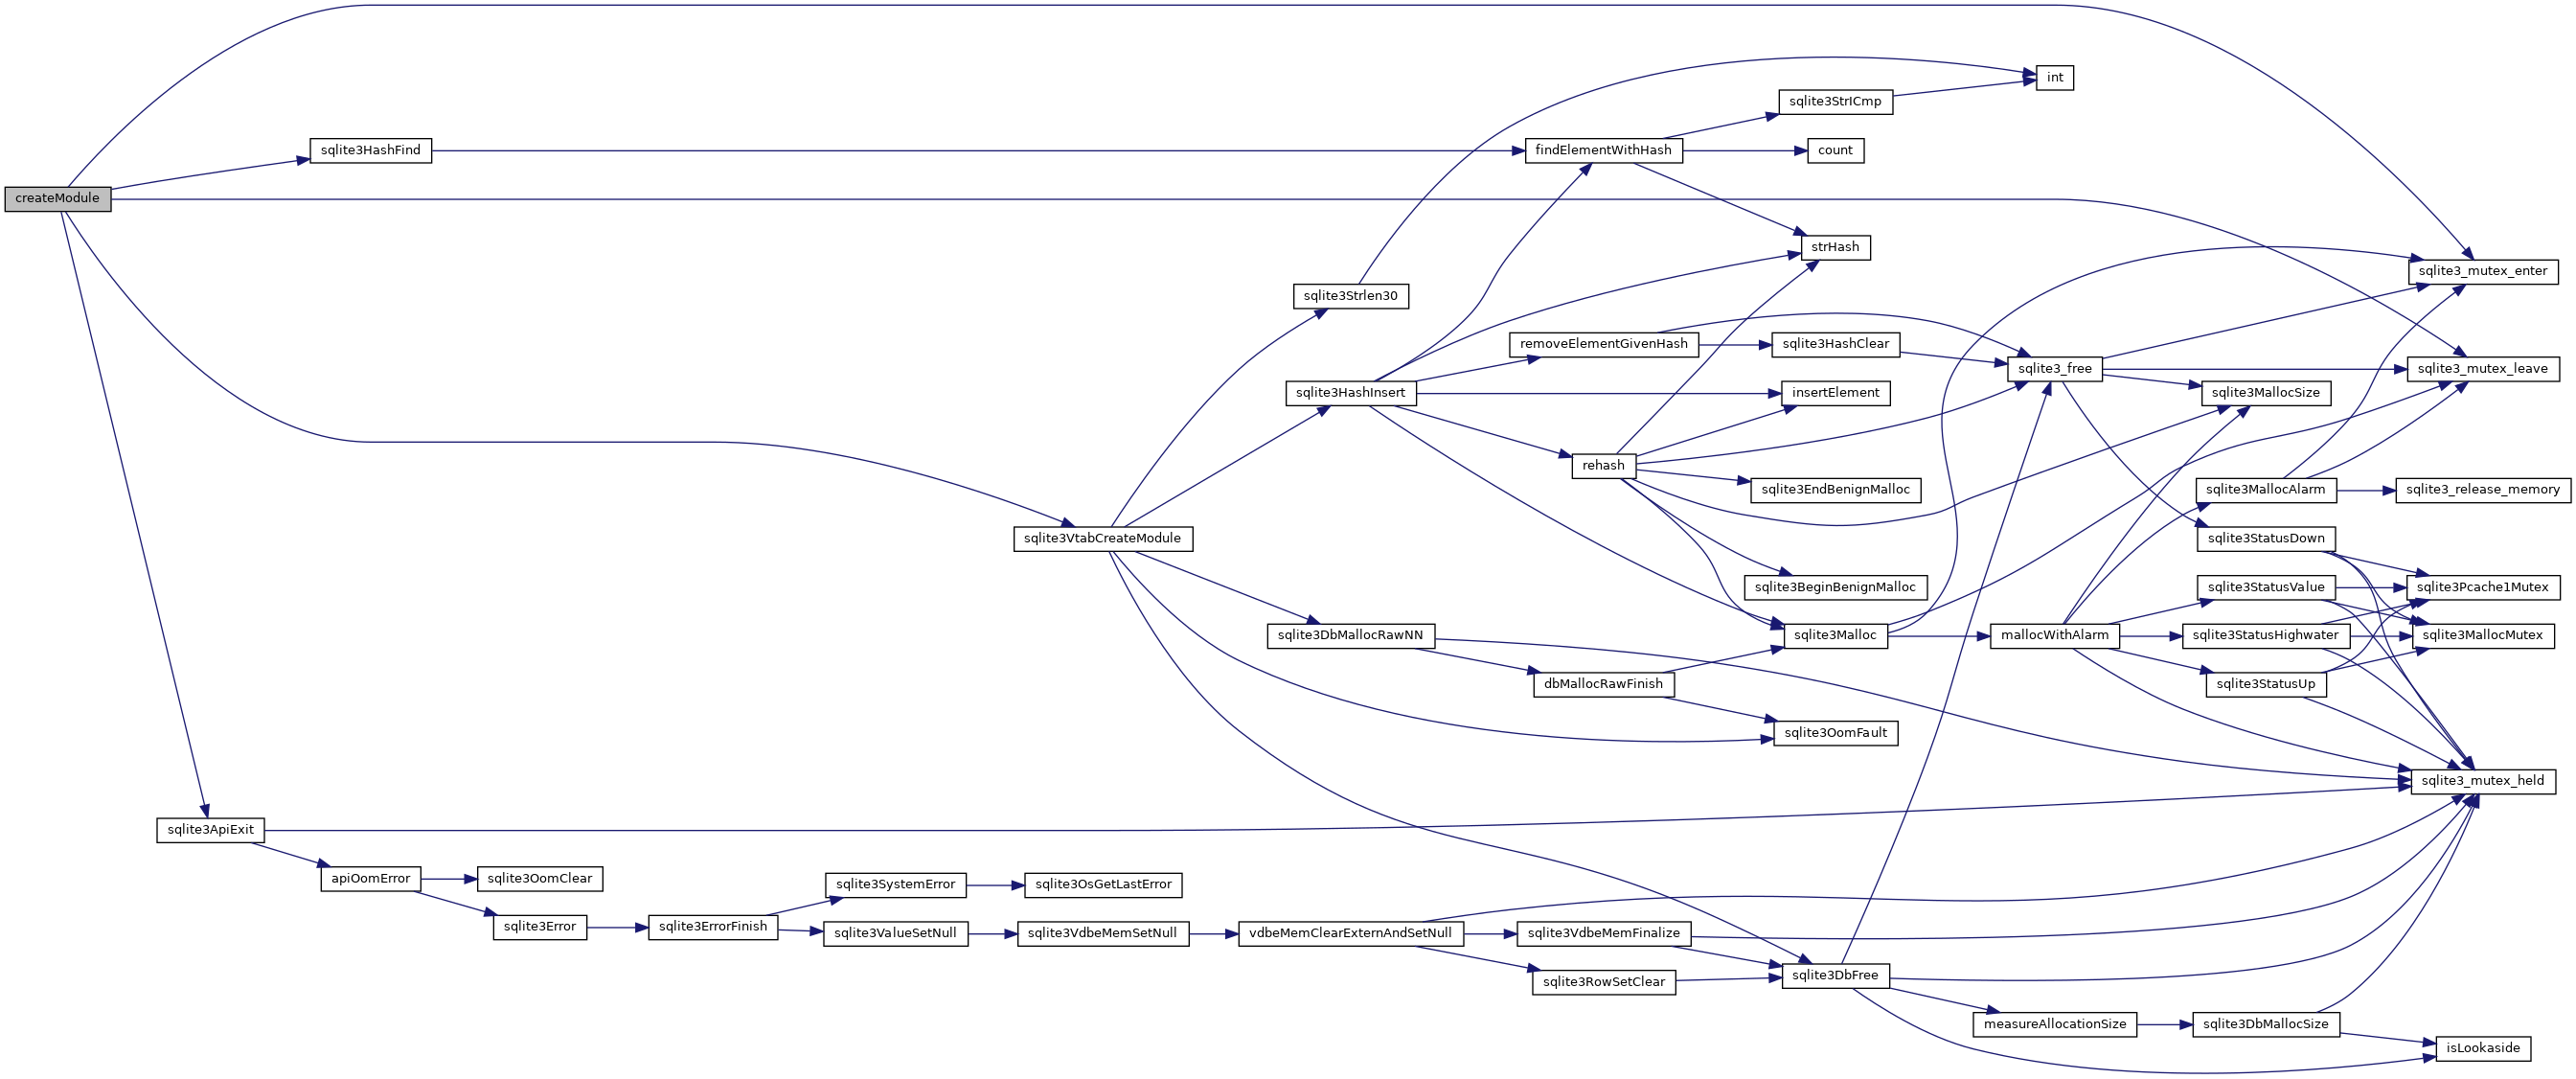 createModule
sqlite3HashFind
sqlite3ApiExit
apiOomError
sqlite3OomClear
sqlite3Error
sqlite3ErrorFinish
sqlite3SystemError
sqlite3ValueSetNull
sqlite3OsGetLastError
sqlite3VdbeMemSetNull
sqlite3VtabCreateModule
sqlite3Strlen30
sqlite3HashInsert
sqlite3DbMallocRawNN
vdbeMemClearExternAndSetNull
findElementWithHash
removeElementGivenHash
rehash
dbMallocRawFinish
sqlite3VdbeMemFinalize
sqlite3RowSetClear
sqlite3StrICmp
count
strHash
sqlite3HashClear
insertElement
sqlite3EndBenignMalloc
sqlite3BeginBenignMalloc
sqlite3Malloc
sqlite3OomFault
sqlite3DbFree
int
sqlite3_free
mallocWithAlarm
measureAllocationSize
sqlite3MallocSize
sqlite3MallocAlarm
sqlite3StatusDown
sqlite3StatusValue
sqlite3StatusHighwater
sqlite3StatusUp
sqlite3DbMallocSize
sqlite3_mutex_enter
sqlite3_mutex_leave
sqlite3_release_memory
sqlite3Pcache1Mutex
sqlite3MallocMutex
sqlite3_mutex_held
isLookaside